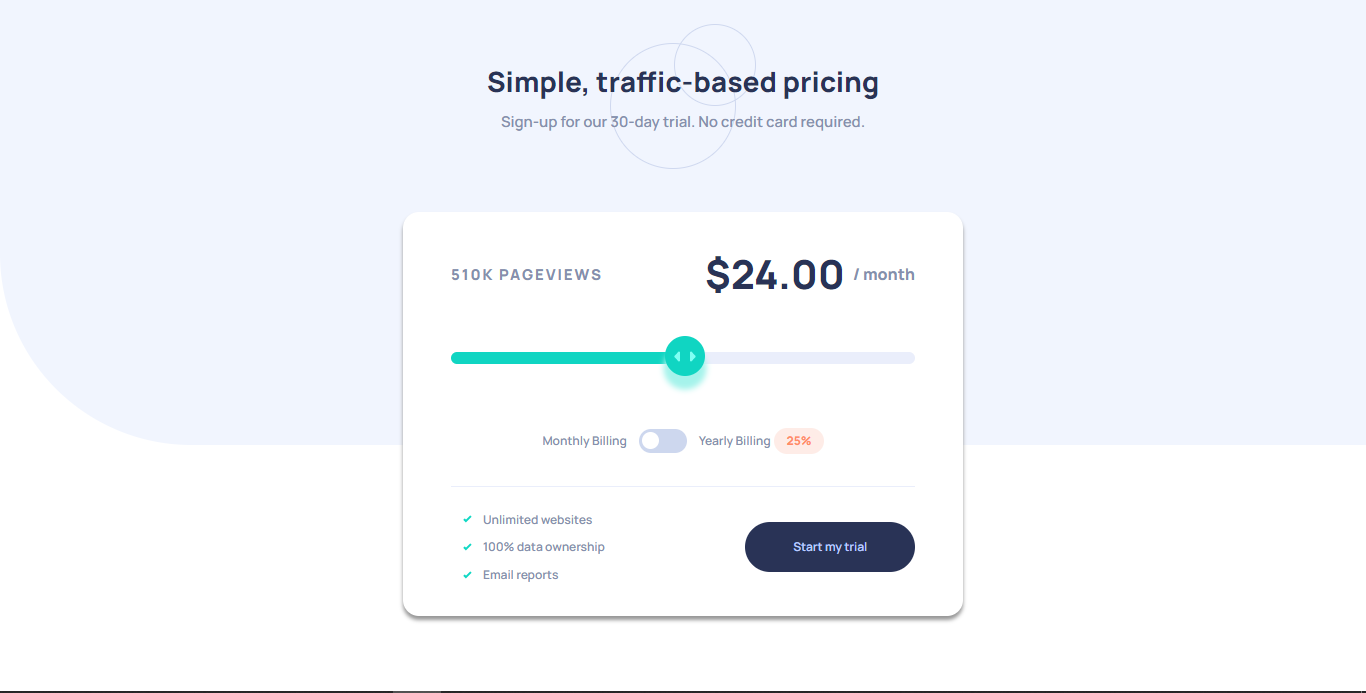 Simple, traffic-based pricing
Sign-up for our 30-day trial. No credit card required.
510K PAGEVIEWS
$24.00 / month
Monthly Billing
Yearly Billing 25%
Unlimited websites
100% data ownership
Email reports
Start my trial